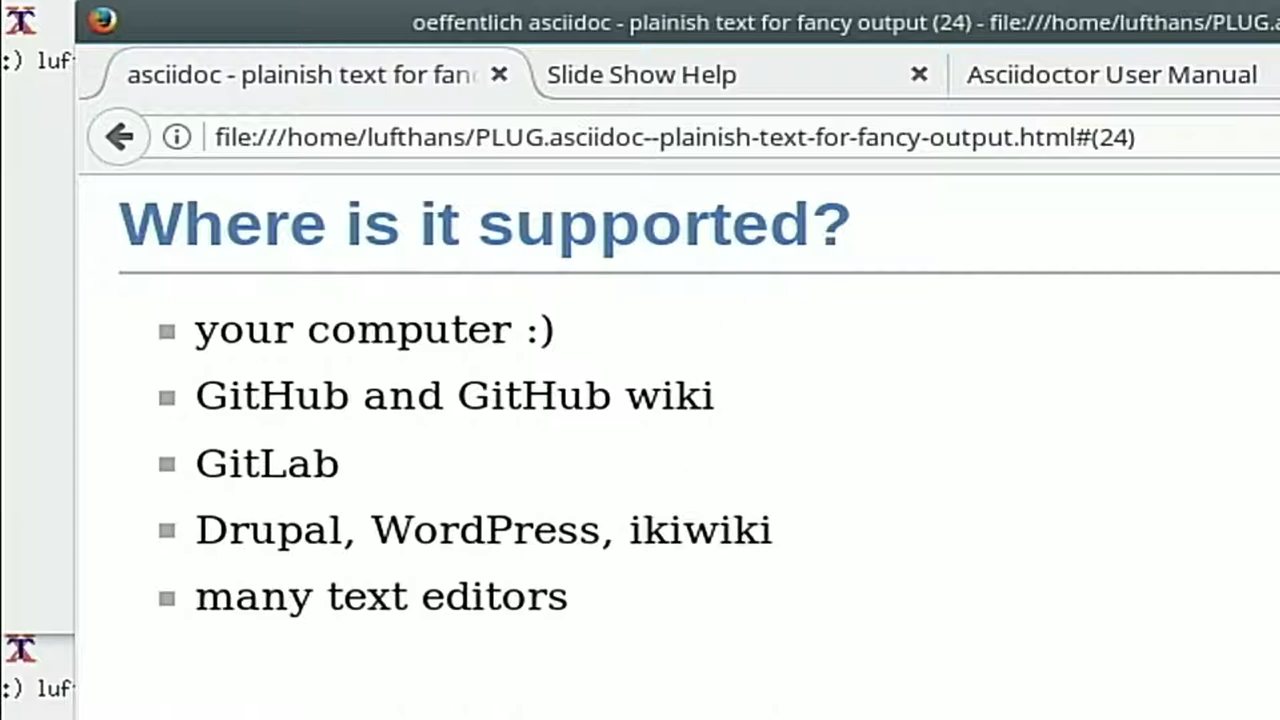 oeffentlich asciidoc - plainish text for fancy output (24) - file:///home/lufthans/PLUG.a
:) luf
asciidoc - plainish text for fan
Slide Show Help
Asciidoctor User Manual
file:///home/lufthans/PLUG.asciidoc--plainish-text-for-fancy-output.html#(24)
Where is it supported?
your computer :)
GitHub and GitHub wiki
GitLab
Drupal, WordPress, ikiwiki
many text editors
:) luf